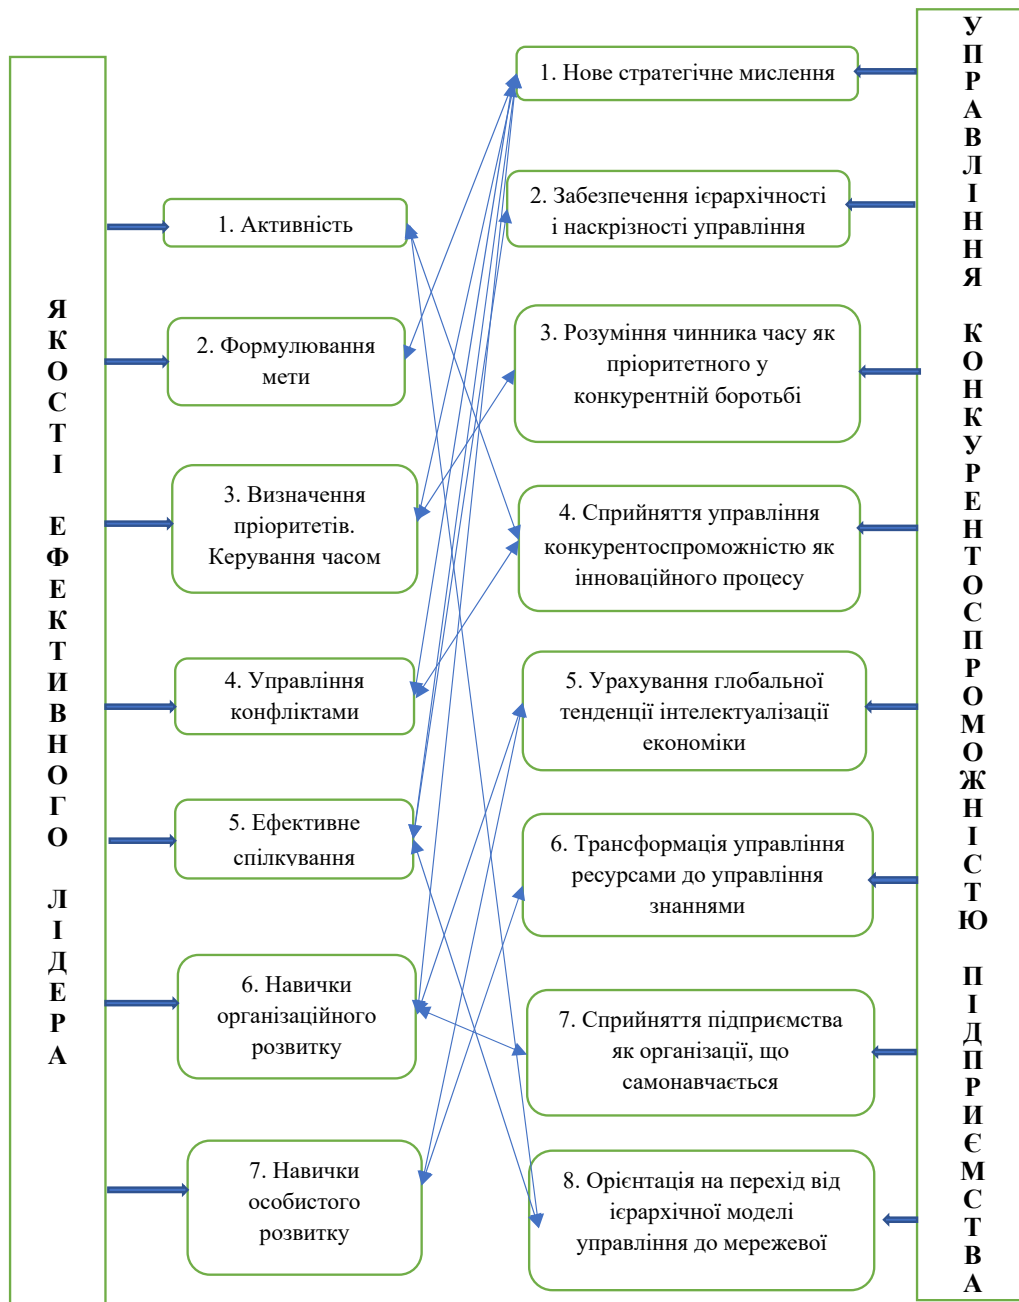 ЯКОСТІ ЕФЕКТИВНОГО ЛІДЕРА
1. Активність
2. Формулювання
мети
3. Визначення
пріоритетів.
Керування часом
4. Управління
конфліктами
5. Ефективне
спілкування
6. Навички
організаційного
розвитку
7. Навички
особистого
розвитку
1. Нове стратегічне мислення
2. Забезпечення ієрархічності
і наскрізності управління
3. Розуміння чинника часу як
пріоритетного у
конкурентній боротьбі
4. Сприйняття управління
конкурентоспроможністю як
інноваційного процесу
5. Урахування глобальної
тенденції інтелектуалізації
економіки
6. Трансформація управління
ресурсами до управління
знаннями
7. Сприйняття підприємства
як організації, що
самонавчається
8. Орієнтація на перехід від
ієрархічної моделі
управління до мережевої
УПРАВЛІННЯ КОНКУРЕНТОСПРОМОЖНІСТЮ ПІДПРИЄМСТВА